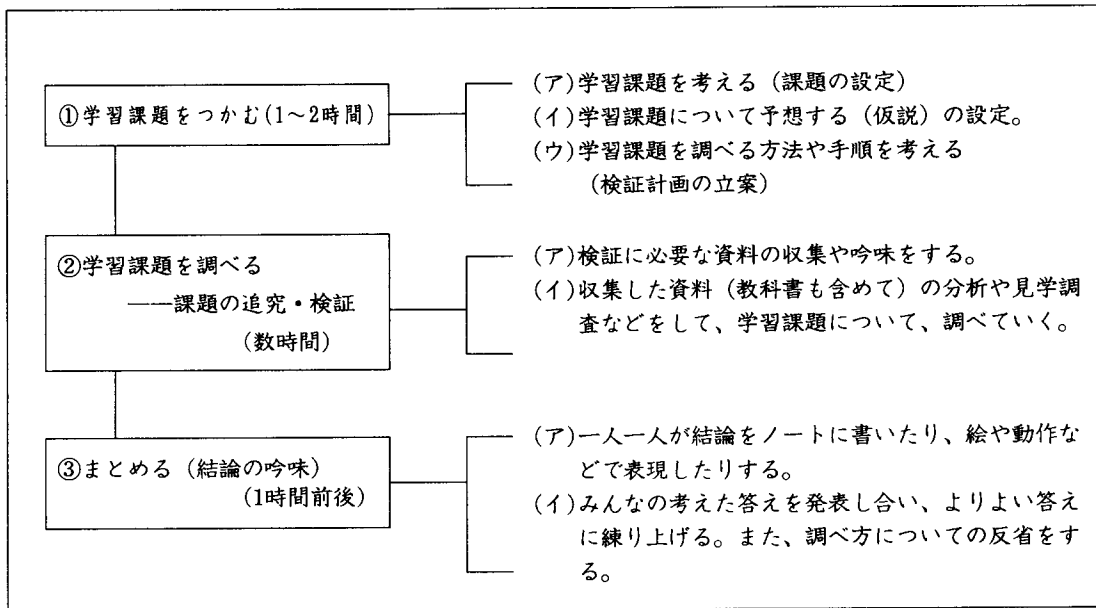 ①学習課題をつかむ(1〜2時間)
(ア)学習課題を考える(課題の設定)
(イ)学習課題について予想する(仮説)の設定。
(ウ)学習課題を調べる方法や手順を考える
(検証計画の立案)
②学習課題を調べる
――課題の追究・検証
(数時間)
(ア)検証に必要な資料の収集や吟味をする。
(イ)収集した資料(教科書も含めて)の分析や見学調
査などをして、学習課題について、調べていく。
③まとめる(結論の吟味)
(1時間前後)
(ア)一人一人が結論をノートに書いたり、絵や動作な
どで表現したりする。
(イ)みんなの考えた答えを発表し合い、よりよい答え
に練り上げる。また、調べ方についての反省をす
る。